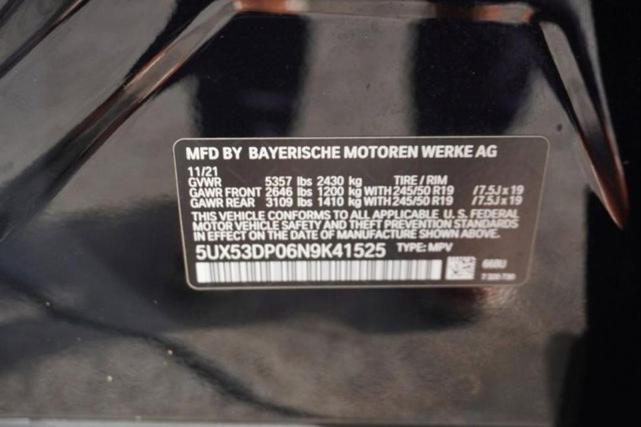 MFD BY BAYERISCHE MOTOREN WERKE AG
11/21
GVWR 5357 lbs 2430 kg TIRE / RIM
GAWR FRONT 2646 lbs 1200 kg WITH 245/50 R19 /7.5J x 19
GAWR REAR 3109 lbs 1410 kg WITH 245/50 R19 /7.5J x 19
THIS VEHICLE CONFORMS TO ALL APPLICABLE U. S. FEDERAL
MOTOR VEHICLE SAFETY AND THEFT PREVENTION STANDARDS
IN EFFECT ON THE DATE OF MANUFACTURE SHOWN ABOVE.
5UX53DP06N9K41525 TYPE: MPV